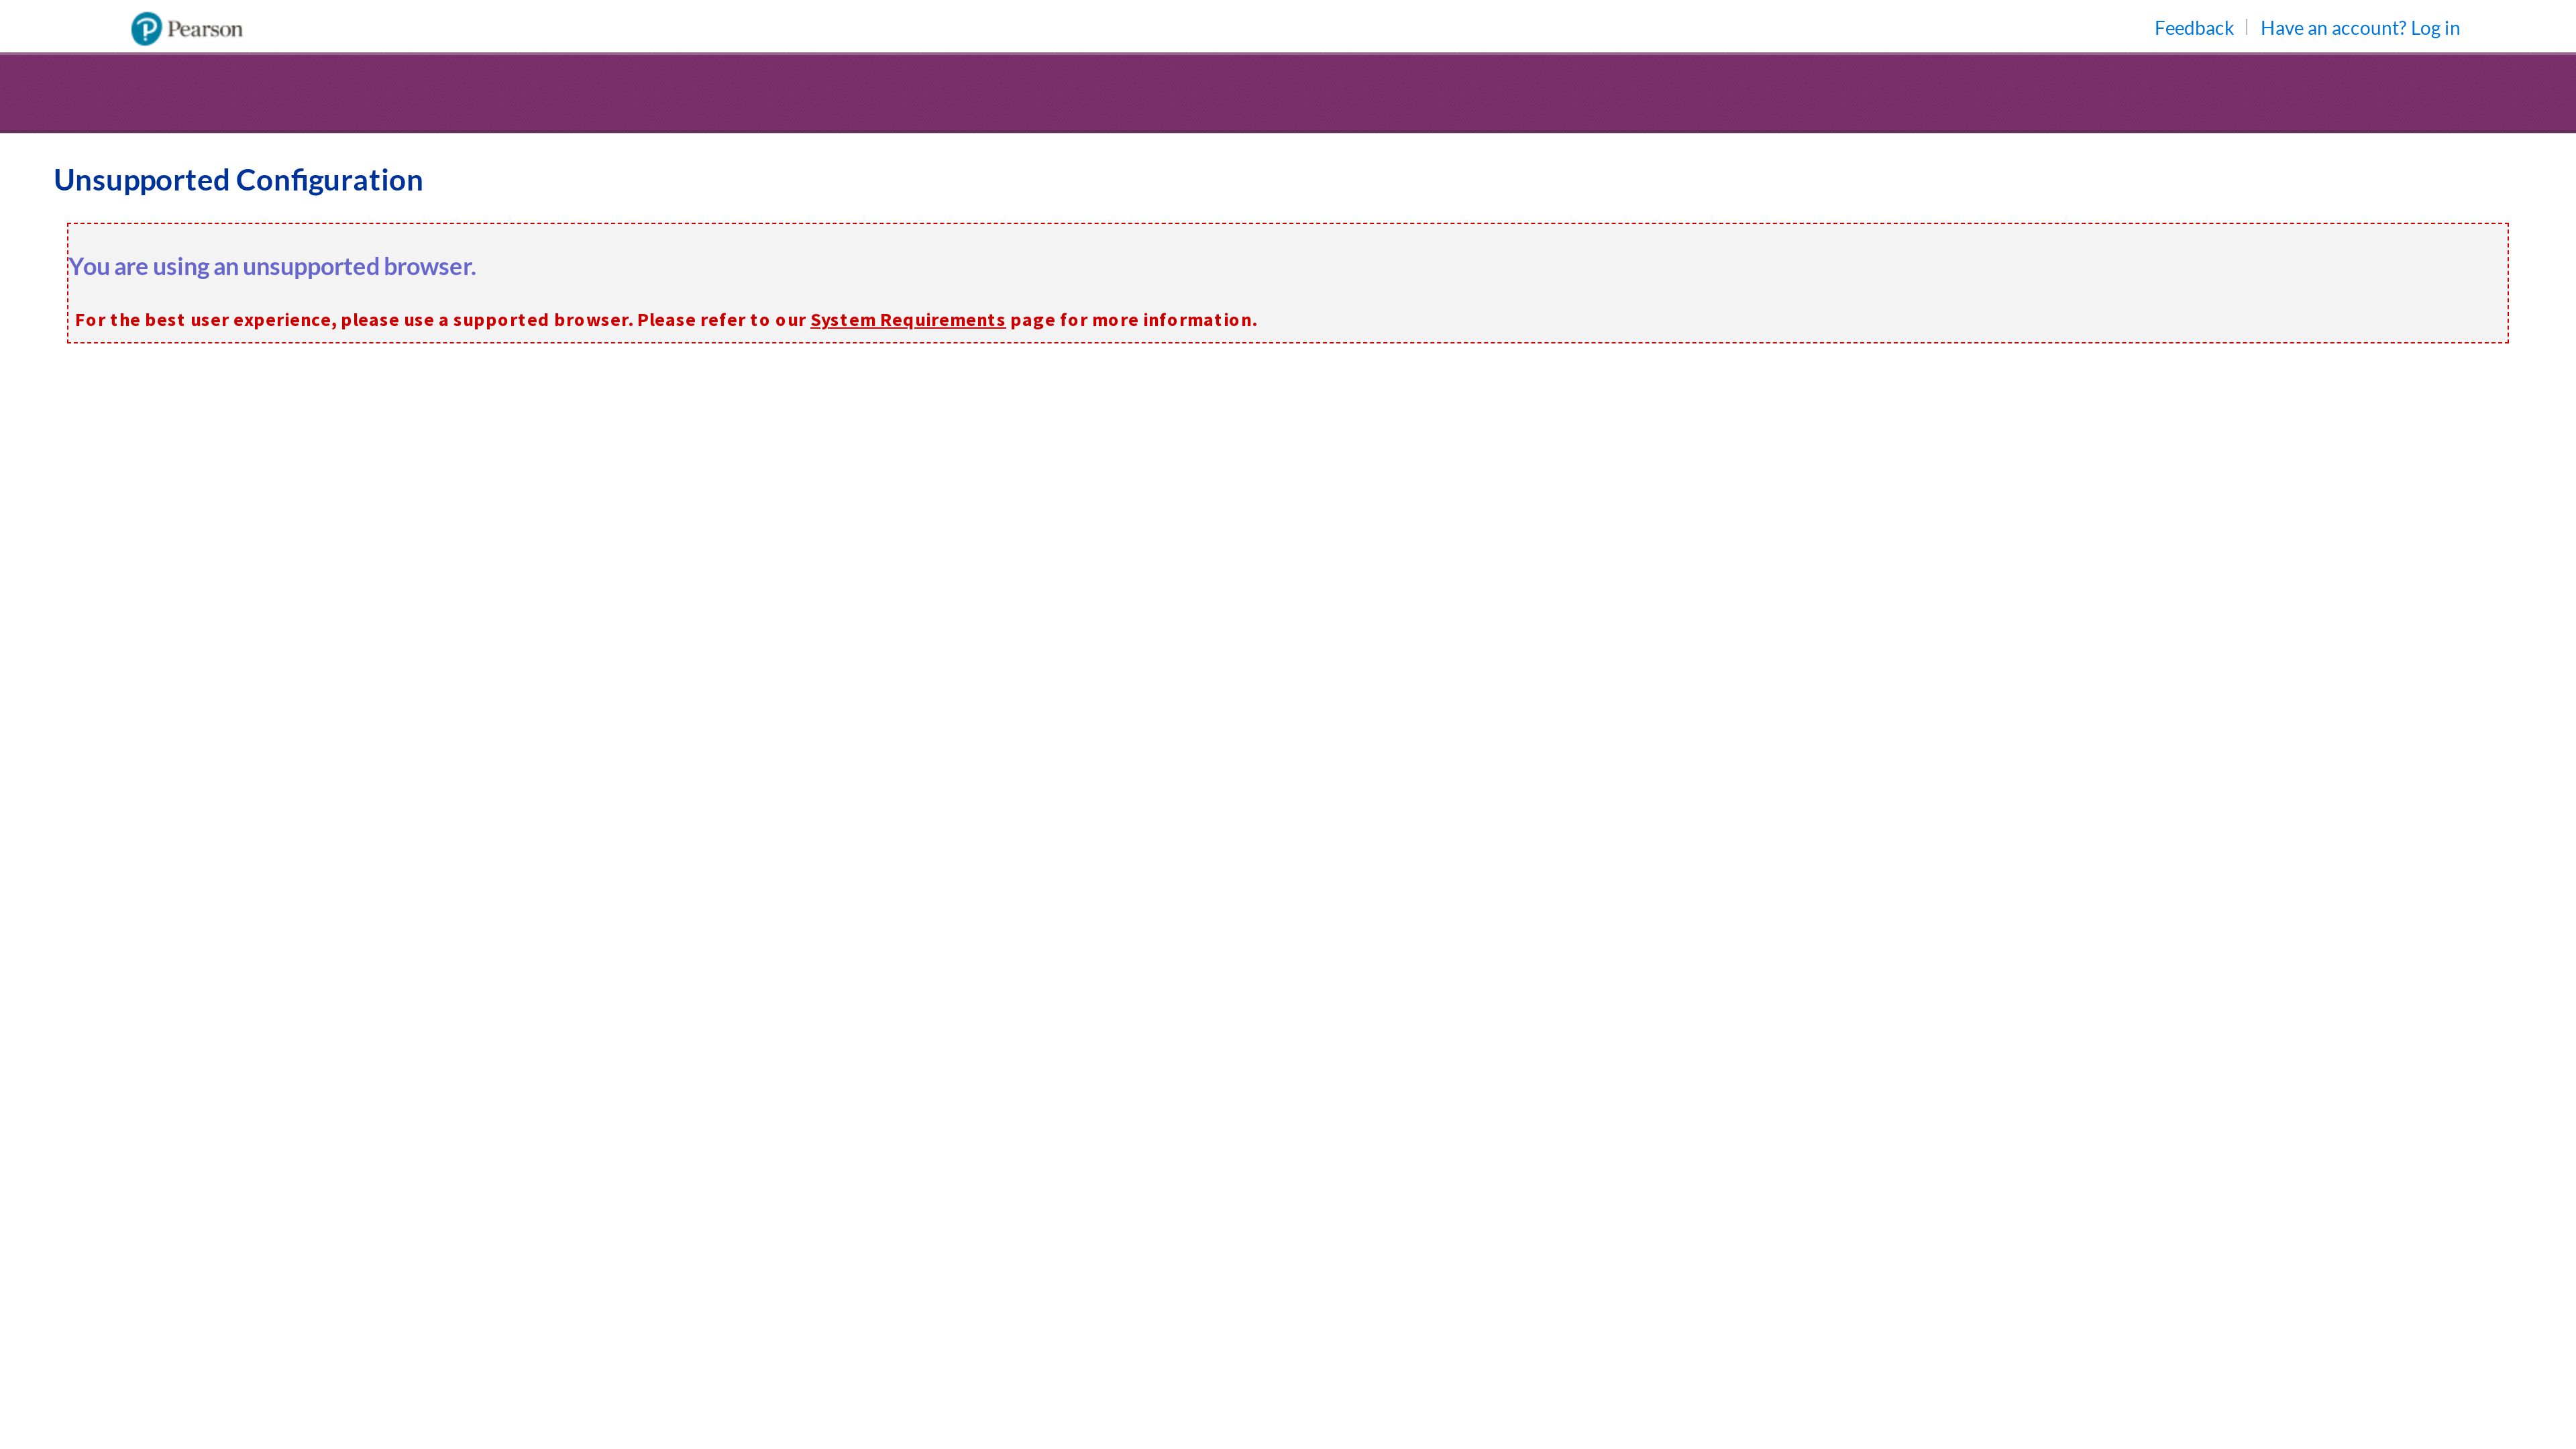 Pearson
Feedback
Have an account? Log in
Unsupported Configuration
You are using an unsupported browser.
For the best user experience, please use a supported browser. Please refer to our System Requirements page for more information.